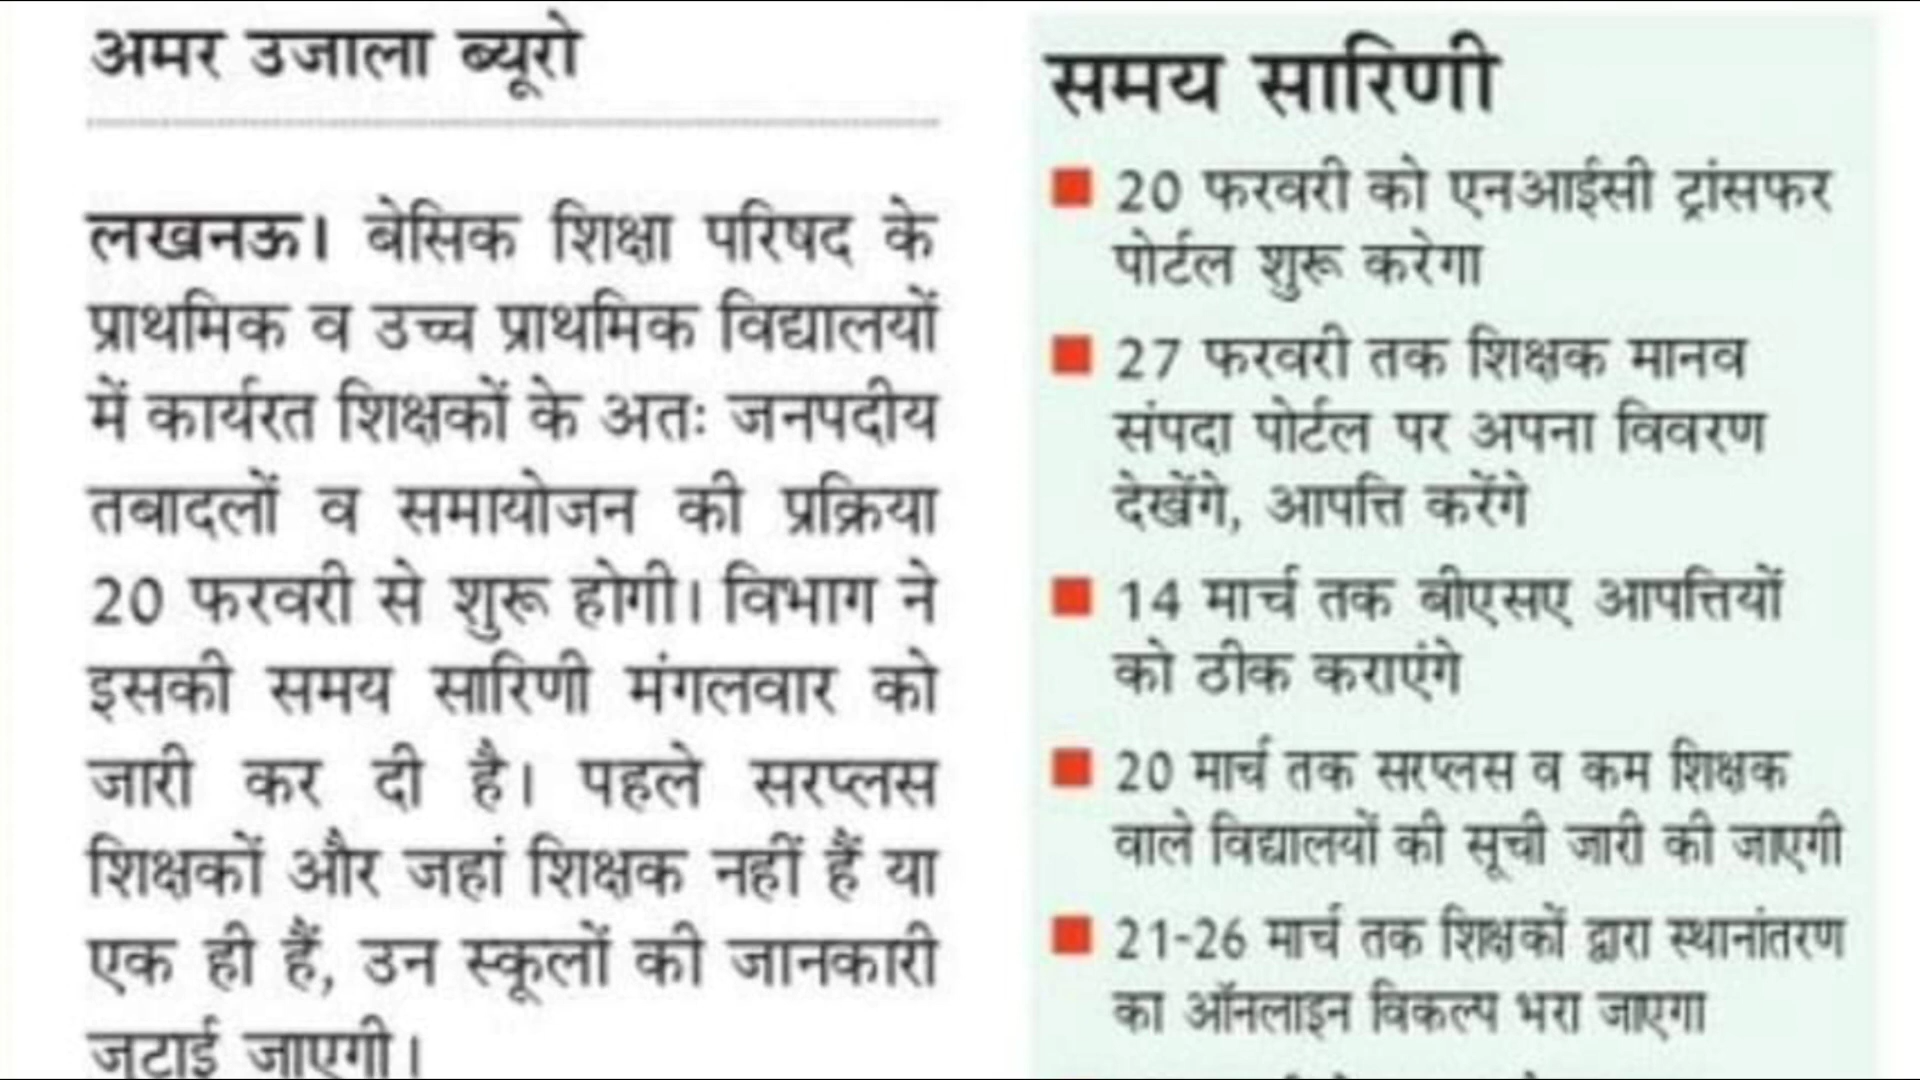 अमर उजाला ब्यूरो
लखनऊ। बेसिक शिक्षा परिषद के
प्राथमिक व उच्च प्राथमिक विद्यालयों
में कार्यरत शिक्षकों के अतः जनपदीय
तबादलों व समायोजन की प्रक्रिया
20 फरवरी से शुरू होगी। विभाग ने
इसकी समय सारिणी मंगलवार को
जारी कर दी है। पहले सरप्लस
शिक्षकों और जहां शिक्षक नहीं हैं या
एक ही हैं, उन स्कूलों की जानकारी
जुटाई जाएगी।
समय सारिणी
20 फरवरी को एनआईसी ट्रांसफर
पोर्टल शुरू करेगा
27 फरवरी तक शिक्षक मानव
संपदा पोर्टल पर अपना विवरण
देखेंगे, आपत्ति करेंगे
14 मार्च तक बीएसए आपत्तियों
को ठीक कराएंगे
20 मार्च तक सरप्लस व कम शिक्षक
वाले विद्यालयों की सूची जारी की जाएगी
21-26 मार्च तक शिक्षकों द्वारा स्थानांतरण
का ऑनलाइन विकल्प भरा जाएगा